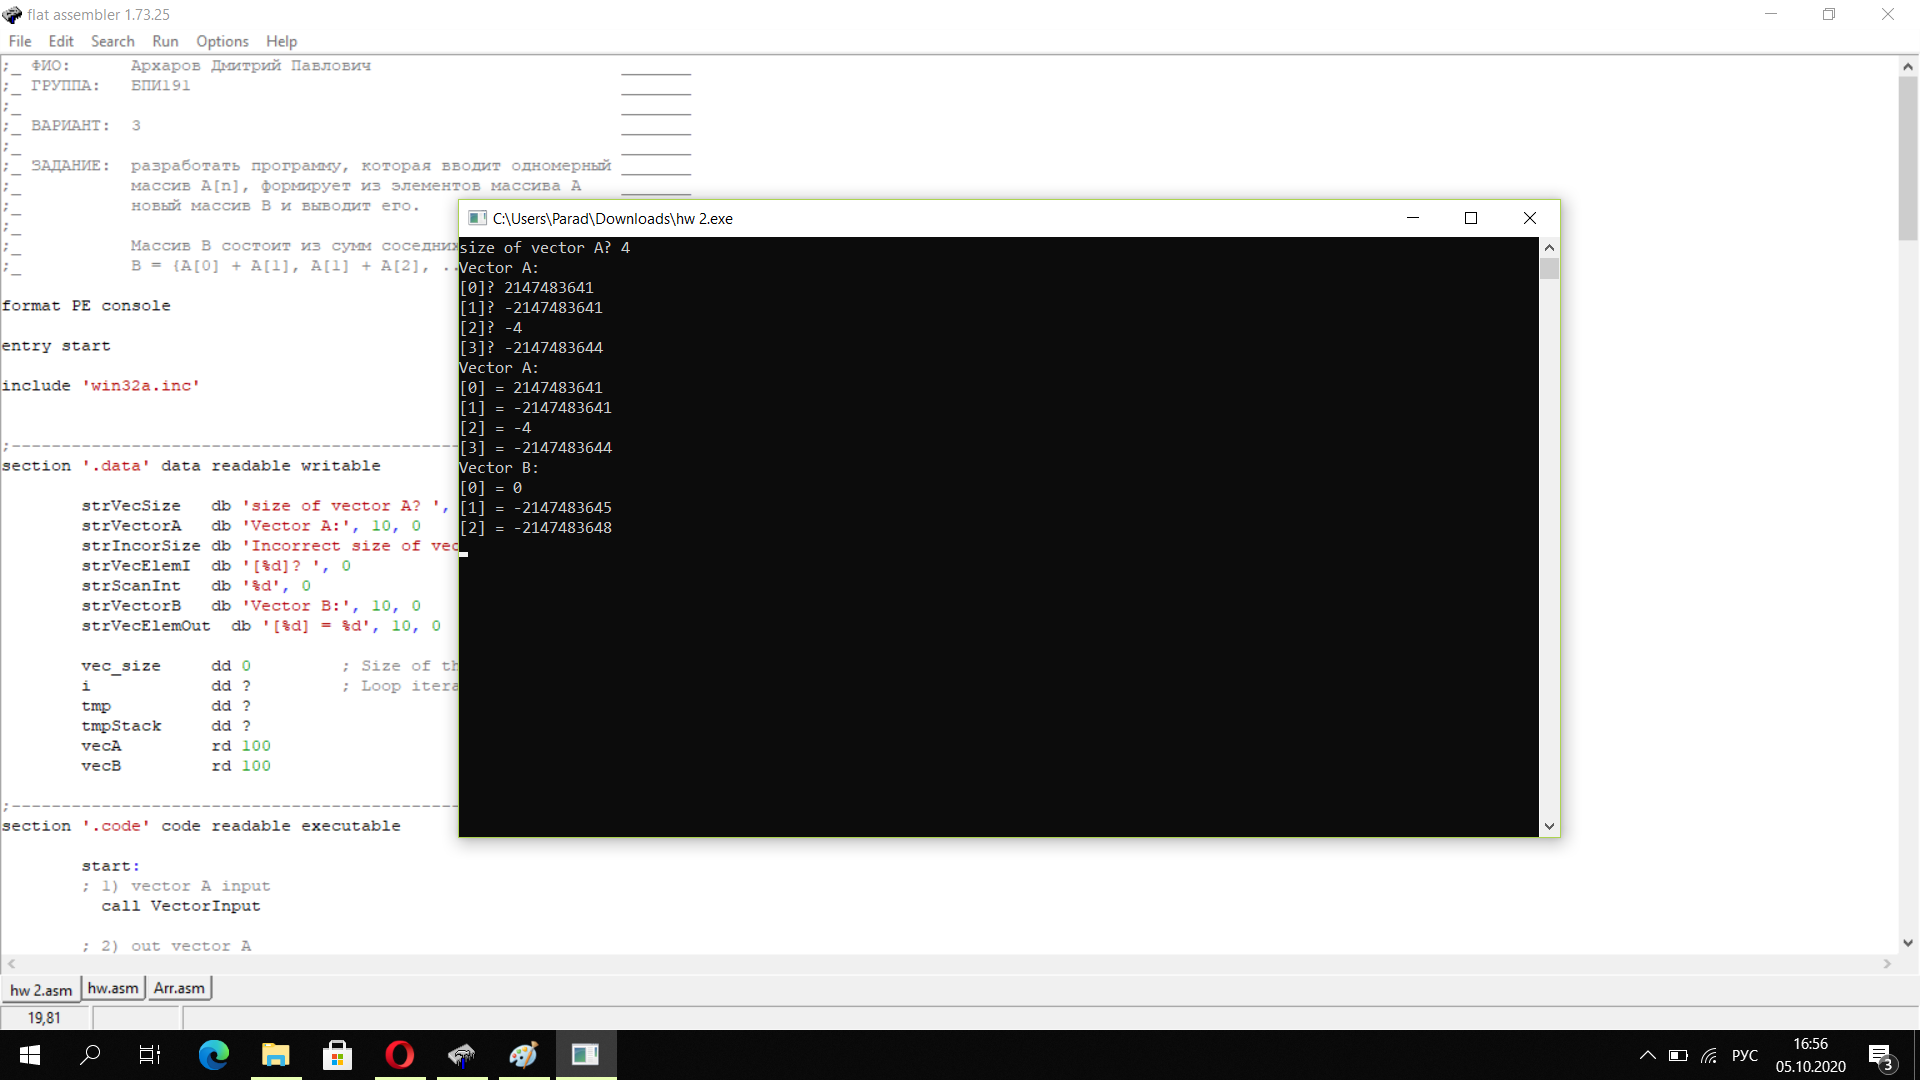 flat assembler 1.73.25
File Edit Search Run Options Help
;_ ФИО: Архаров Дмитрий Павлович
;_ ГРУППА: БПИ191
;_
;_ ВАРИАНТ: 3
;_
;_ ЗАДАНИЕ: разработать программу, которая вводит одномерный
;_ массив A[n], формирует из элементов массива A
;_ новый массив B и выводит его.
;_
;_ Массив B состоит из сумм соседних
;_ B = {A[0] + A[1], A[1] + A[2], ..
format PE console
entry start
include 'win32a.inc'
;---------------------------------------------
section '.data' data readable writable
strVecSize db 'size of vector A? ',
strVectorA db 'Vector A:', 10, 0
strIncorSize db 'Incorrect size of vec
strVecElemI db '[%d]? ', 0
strScanInt db '%d', 0
strVectorB db 'Vector B:', 10, 0
strVecElemOut db '[%d] = %d', 10, 0
vec_size dd 0 ; Size of th
i dd ? ; Loop itera
tmp dd ?
tmpStack dd ?
vecA rd 100
vecB rd 100
;---------------------------------------------
section '.code' code readable executable
start:
; 1) vector A input
call VectorInput
; 2) out vector A
C:\Users\Parad\Downloads\hw 2.exe
size of vector A? 4
Vector A:
[0]? 2147483641
[1]? -2147483641
[2]? -4
[3]? -2147483644
Vector A:
[0] = 2147483641
[1] = -2147483641
[2] = -4
[3] = -2147483644
Vector B:
[0] = 0
[1] = -2147483645
[2] = -2147483648
hw 2.asm hw.asm Arr.asm
19,81
РУС
16:56
05.10.2020
3